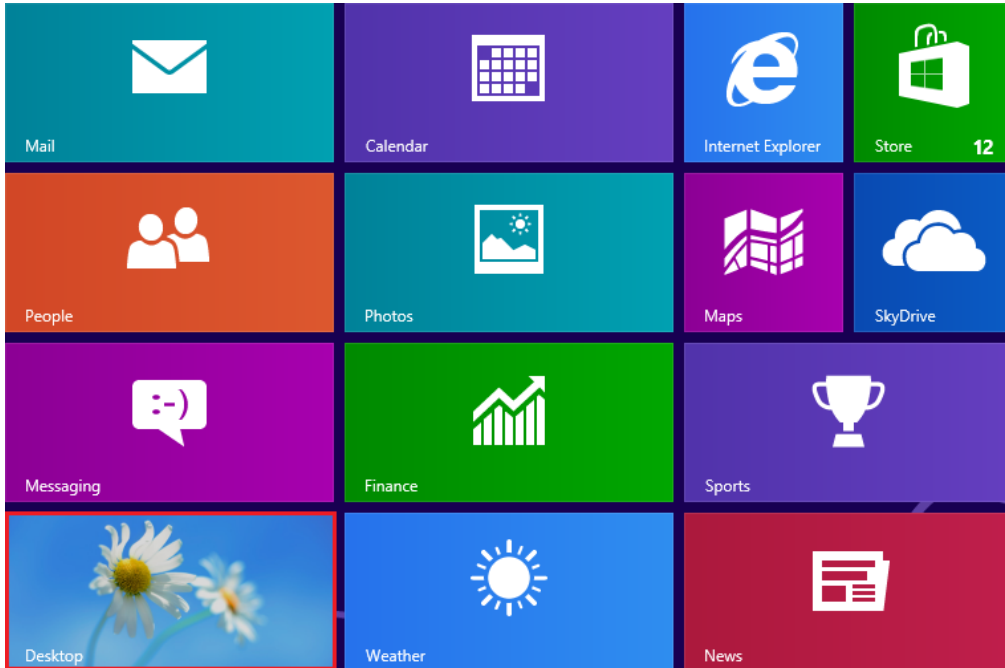 Mail
Calendar
Internet Explorer
Store 12
People
Photos
Maps
SkyDrive
:-)
Messaging
Finance
Sports
Desktop
Weather
News